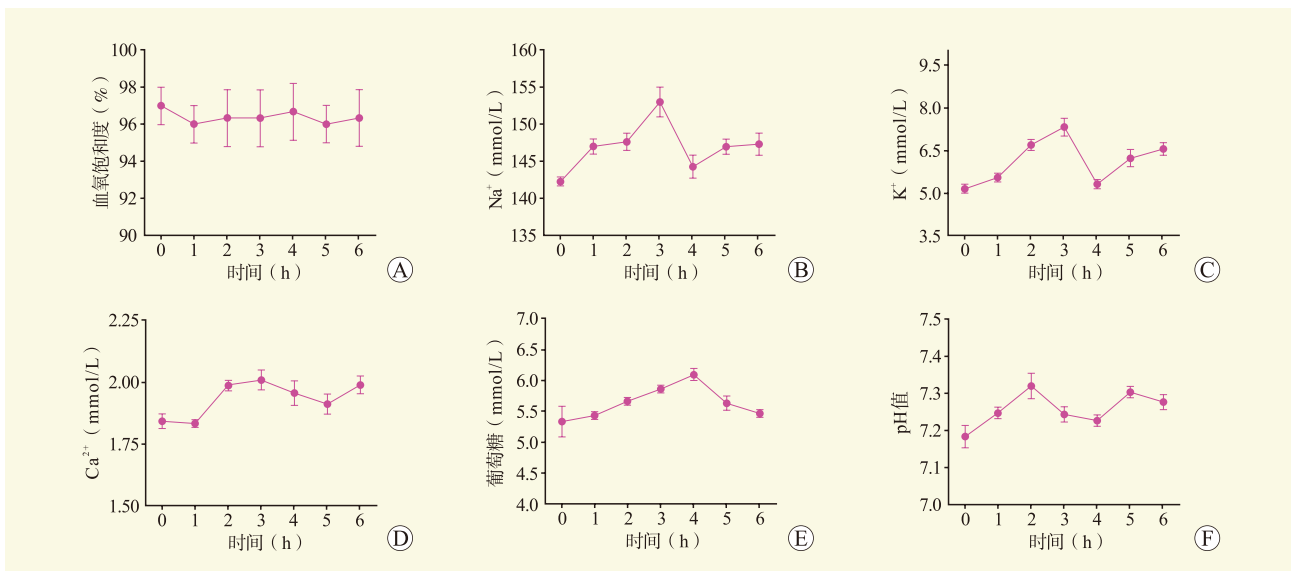 血氧饱和度（%）
100
98
96
94
92
90
0 1 2 3 4 5 6
时间（h）
A
Na⁺（mmol/L）
160
155
150
145
140
135
0 1 2 3 4 5 6
时间（h）
B
K⁺（mmol/L）
9.5
8.0
6.5
5.0
3.5
0 1 2 3 4 5 6
时间（h）
C
Ca²⁺（mmol/L）
2.25
2.00
1.75
1.50
0 1 2 3 4 5 6
时间（h）
D
葡萄糖（mmol/L）
7.0
6.5
6.0
5.5
5.0
4.5
4.0
0 1 2 3 4 5 6
时间（h）
E
pH值
7.5
7.4
7.3
7.2
7.1
7.0
0 1 2 3 4 5 6
时间（h）
F